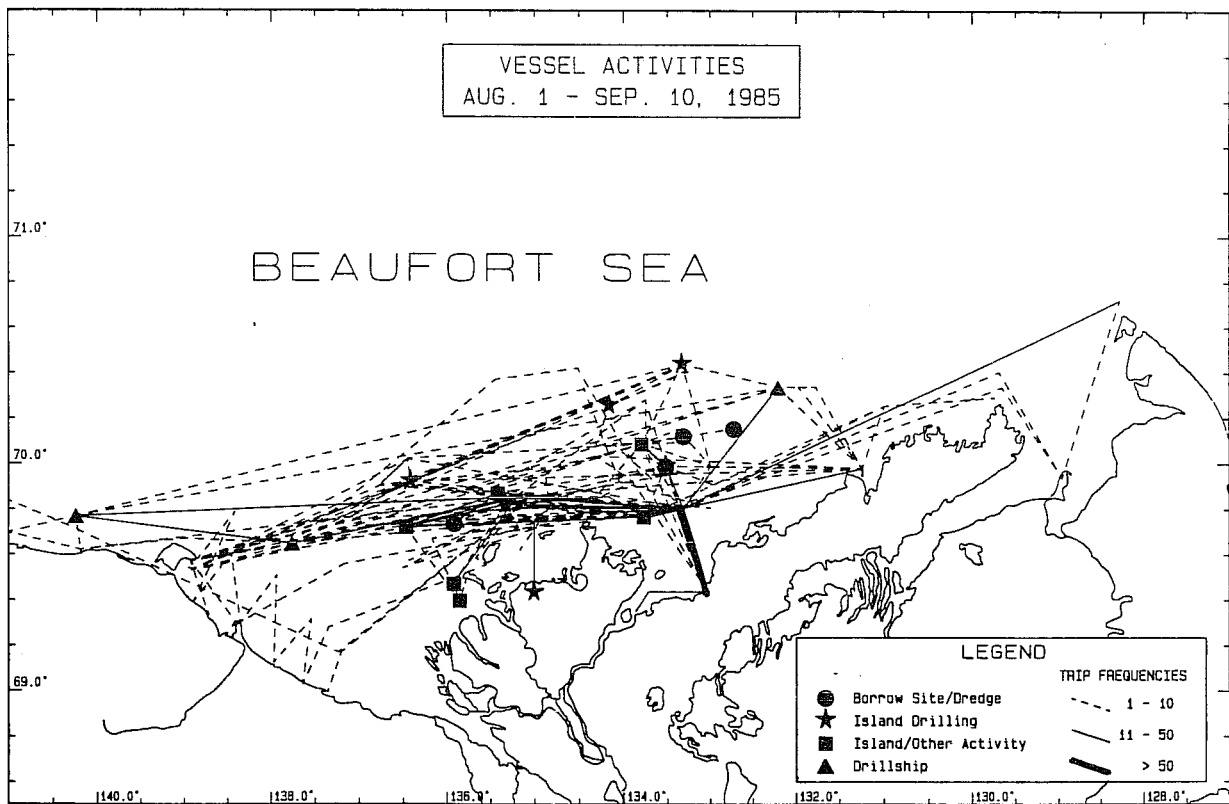 VESSEL ACTIVITIES
AUG. 1 - SEP. 10, 1985
71.0°
BEAUFORT SEA
70.0°
69.0°
LEGEND
TRIP FREQUENCIES
Borrow Site/Dredge
1 - 10
Island Drilling
11 - 50
Island/Other Activity
> 50
Drillship
140.0° 138.0° 136.0° 134.0° 132.0° 130.0° 128.0°